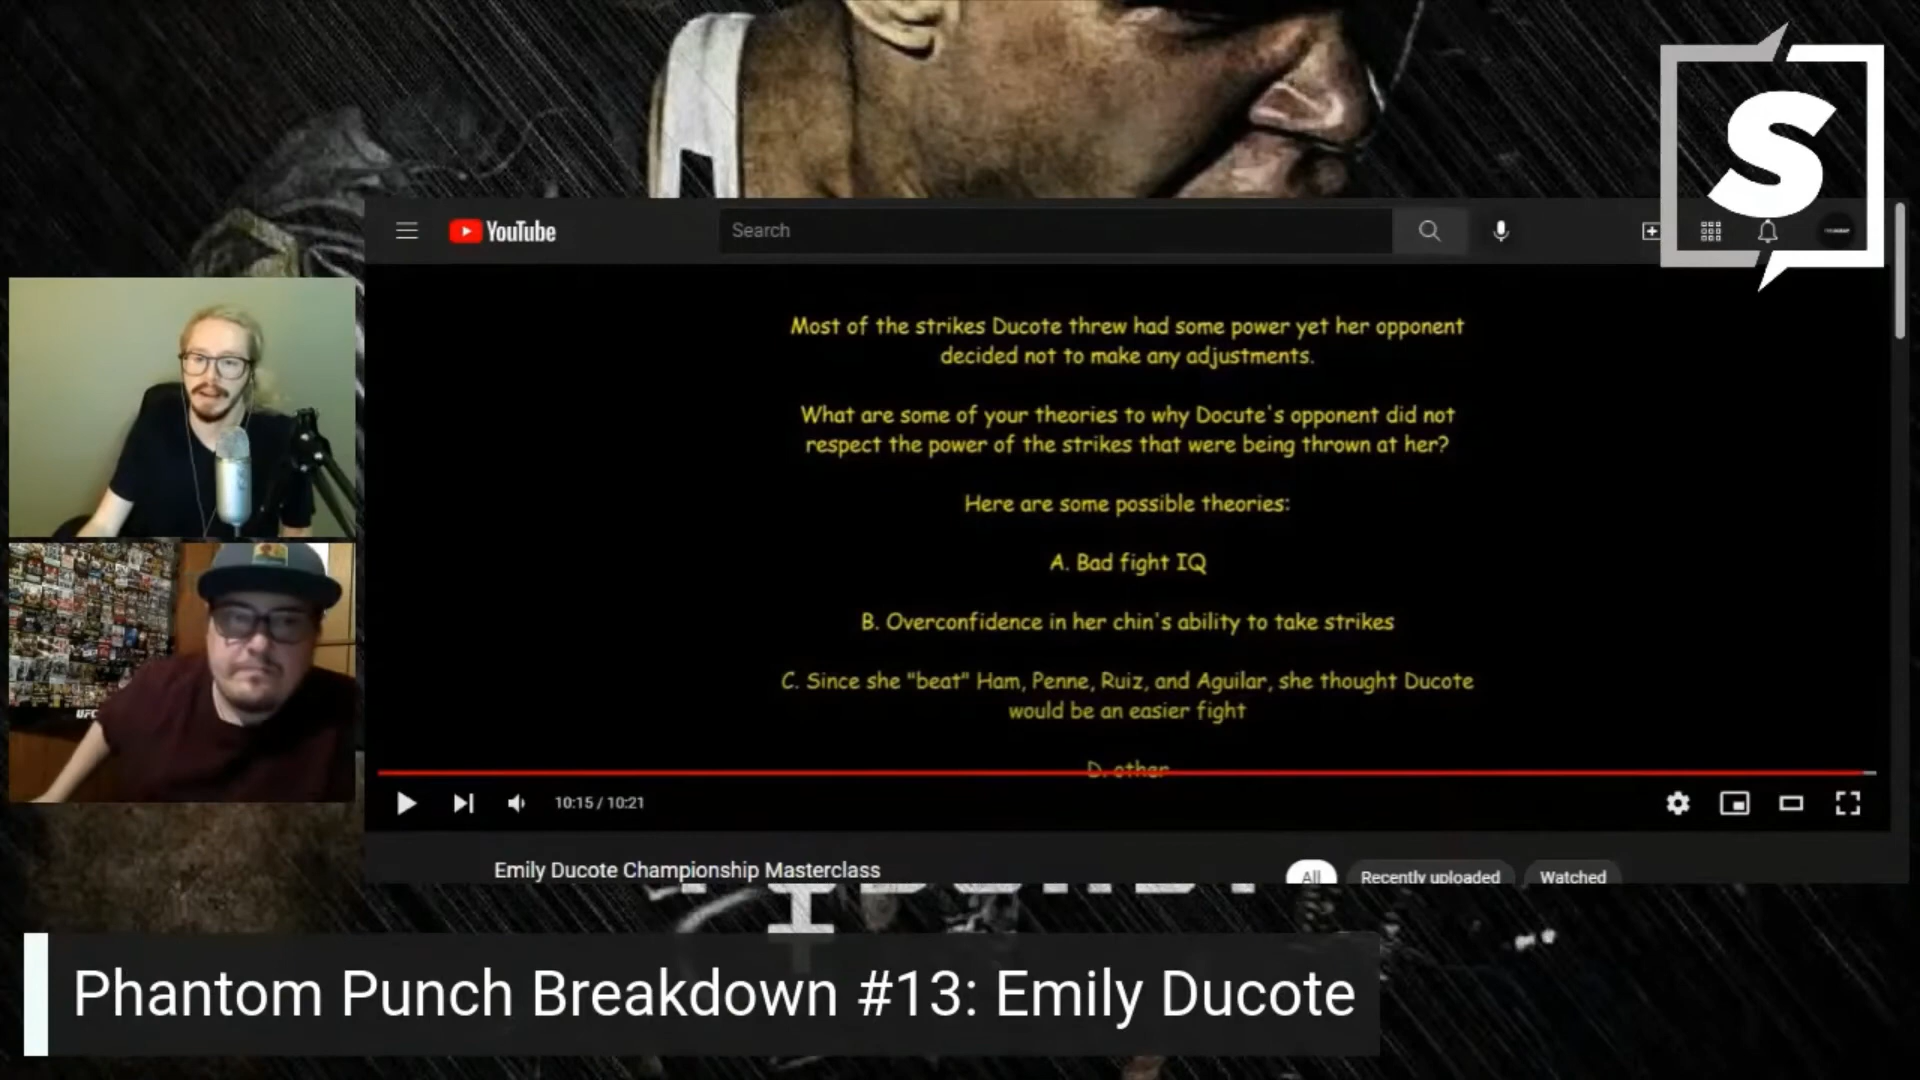 S
YouTube
Search
Most of the strikes Ducote threw had some power yet her opponent
decided not to make any adjustments.
What are some of your theories to why Docute's opponent did not
respect the power of the strikes that were being thrown at her?
Here are some possible theories:
A. Bad fight IQ
B. Overconfidence in her chin's ability to take strikes
C. Since she "beat" Ham, Penne, Ruiz, and Aguilar, she thought Ducote
would be an easier fight
D. other
UFC
10:15 / 10:21
Emily Ducote Championship Masterclass
All
Recently uploaded
Watched
Phantom Punch Breakdown #13: Emily Ducote